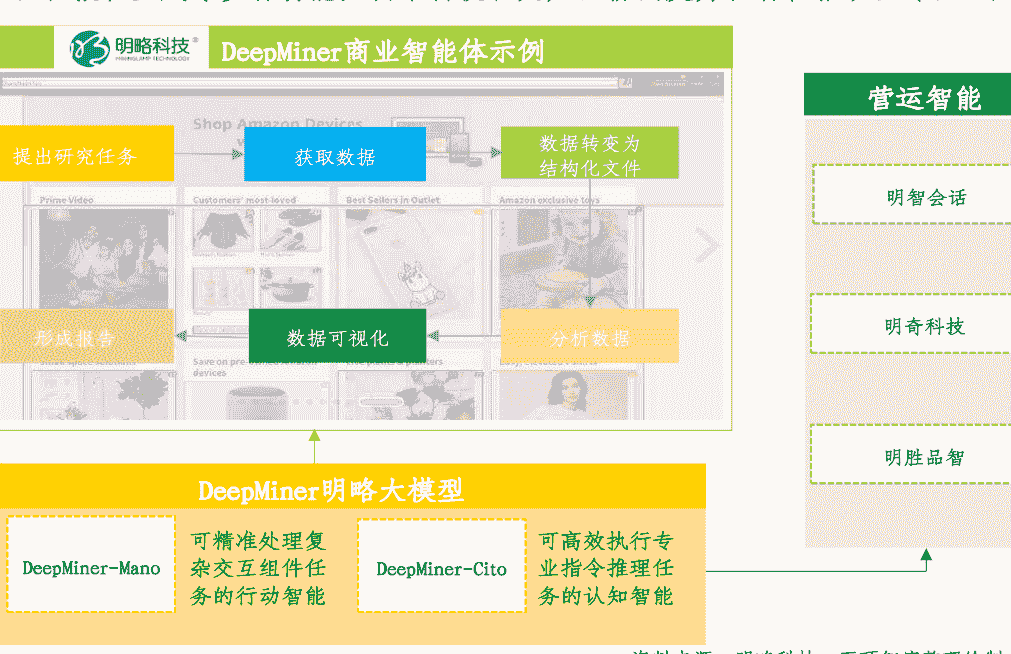 明略科技®
MININGLAMP TECHNOLOGY
DeepMiner商业智能体示例
营运智能
Shop Amazon Devices
提出研究任务
获取数据
数据转变为
结构化文件
Prime Video
Customers' most-loved
Best Sellers in Outlet
Amazon exclusive toys
明智会话
形成报告
数据可视化
分析数据
明奇科技
devices
明胜品智
DeepMiner明略大模型
DeepMiner-Mano
可精准处理复
杂交互组件任
务的行动智能
DeepMiner-Cito
可高效执行专
业指令推理任
务的认知智能